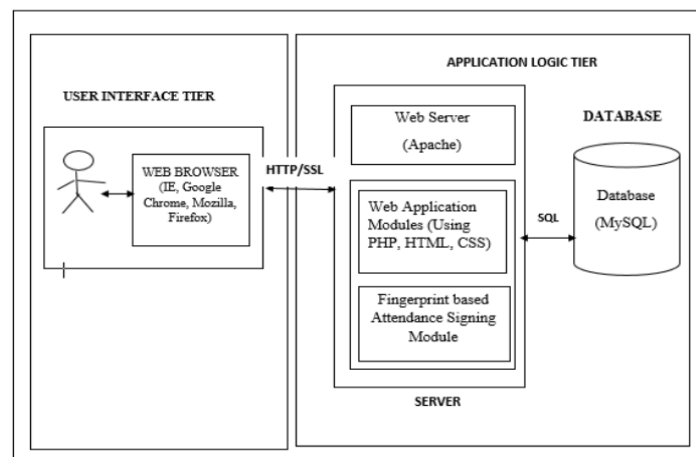 APPLICATION LOGIC TIER
USER INTERFACE TIER
Web Server
(Apache)
DATABASE
WEB BROWSER
(IE, Google
Chrome, Mozilla,
Firefox)
HTTP/SSL
Web Application
Modules (Using
PHP, HTML, CSS)
SQL
Database
(MySQL)
Fingerprint based
Attendance Signing
Module
SERVER